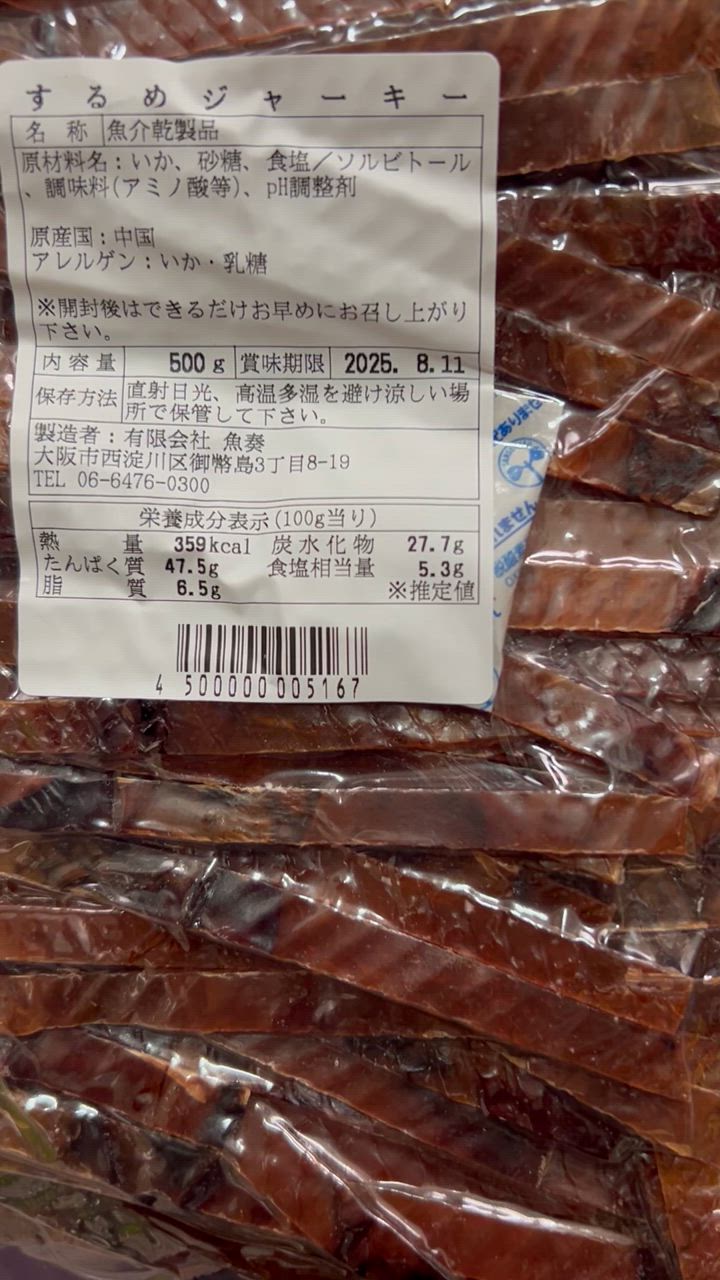 するめジャーキー
名称 魚介乾製品
原材料名：いか、砂糖、食塩／ソルビトール
、調味料(アミノ酸等)、pH調整剤
原産国：中国
アレルゲン：いか・乳糖
※開封後はできるだけお早めにお召し上がり
下さい。
内容量 500g 賞味期限 2025. 8.11
保存方法 直射日光、高温多湿を避け涼しい場
所で保管して下さい。
製造者：有限会社 魚奏
大阪市西淀川区御幣島3丁目8-19
TEL 06-6476-0300
栄養成分表示(100g当り)
熱量 359kcal 炭水化物 27.7g
たんぱく質 47.5g 食塩相当量 5.3g
脂質 6.5g ※推定値
4 500000 005167
ありませ
ません